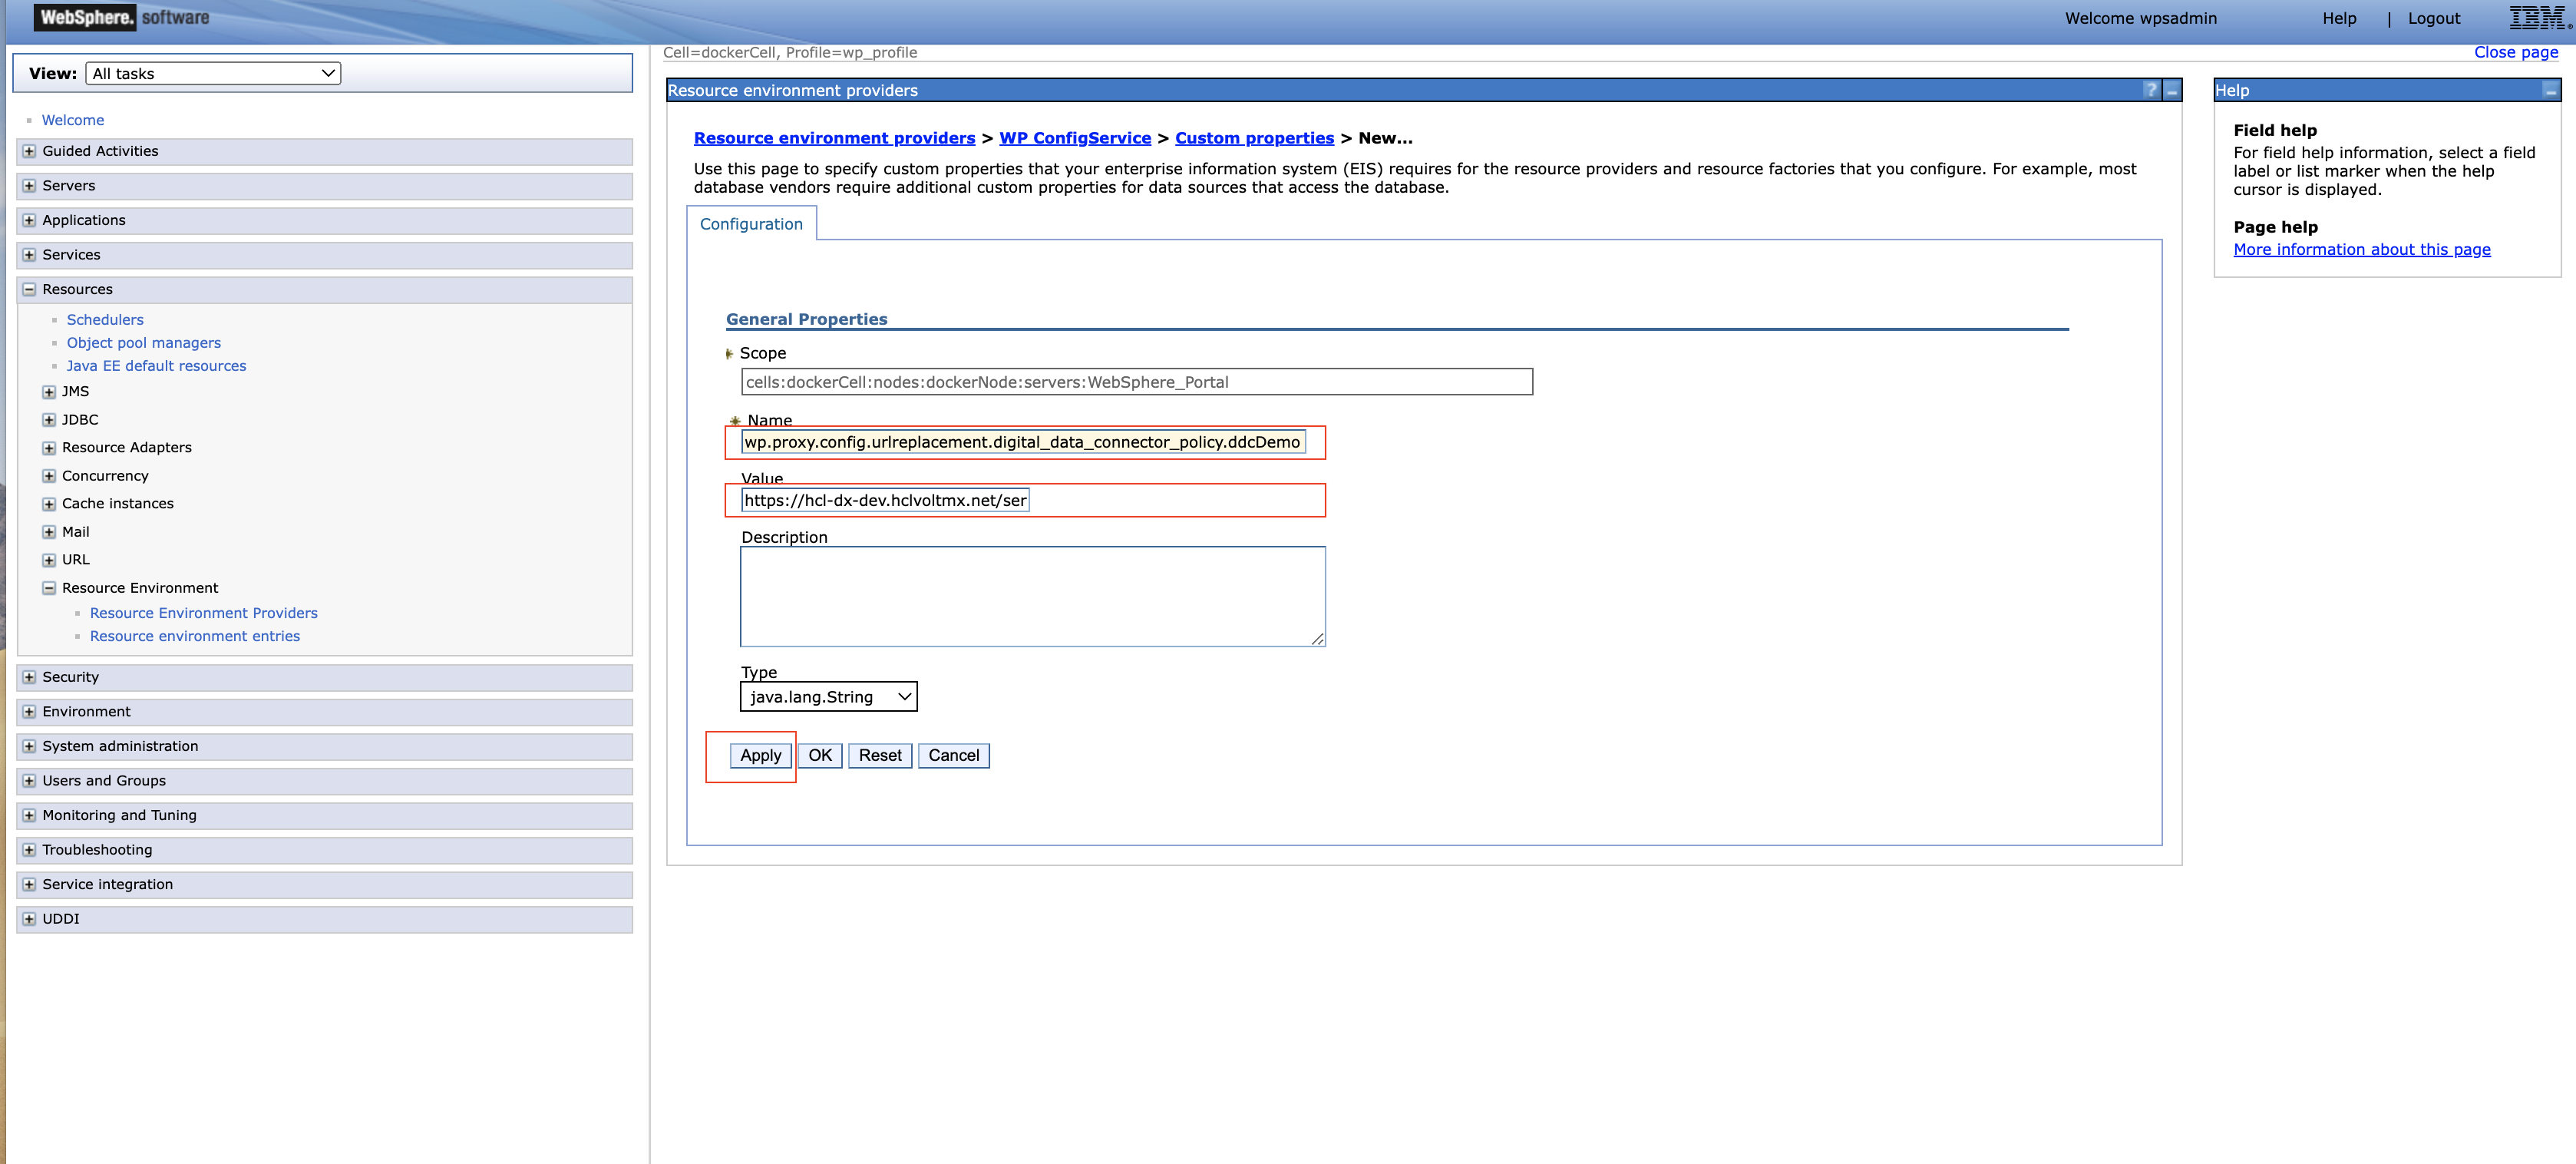 WebSphere. software
Welcome wpsadmin
Help | Logout
IBM
View: All tasks
Welcome
Guided Activities
Servers
Applications
Services
Resources
Schedulers
Object pool managers
Java EE default resources
JMS
JDBC
Resource Adapters
Concurrency
Cache instances
Mail
URL
Resource Environment
Resource Environment Providers
Resource environment entries
Security
Environment
System administration
Users and Groups
Monitoring and Tuning
Troubleshooting
Service integration
UDDI
Cell=dockerCell, Profile=wp_profile
Close page
Resource environment providers
Resource environment providers > WP ConfigService > Custom properties > New...
Use this page to specify custom properties that your enterprise information system (EIS) requires for the resource providers and resource factories that you configure. For example, most
database vendors require additional custom properties for data sources that access the database.
Configuration
General Properties
Scope
cells:dockerCell:nodes:dockerNode:servers:WebSphere_Portal
Name
wp.proxy.config.urlreplacement.digital_data_connector_policy.ddcDemo
Value
https://hcl-dx-dev.hclvoltmx.net/ser
Description
Type
java.lang.String
Apply OK Reset Cancel
Help
Field help
For field help information, select a field
label or list marker when the help
cursor is displayed.
Page help
More information about this page